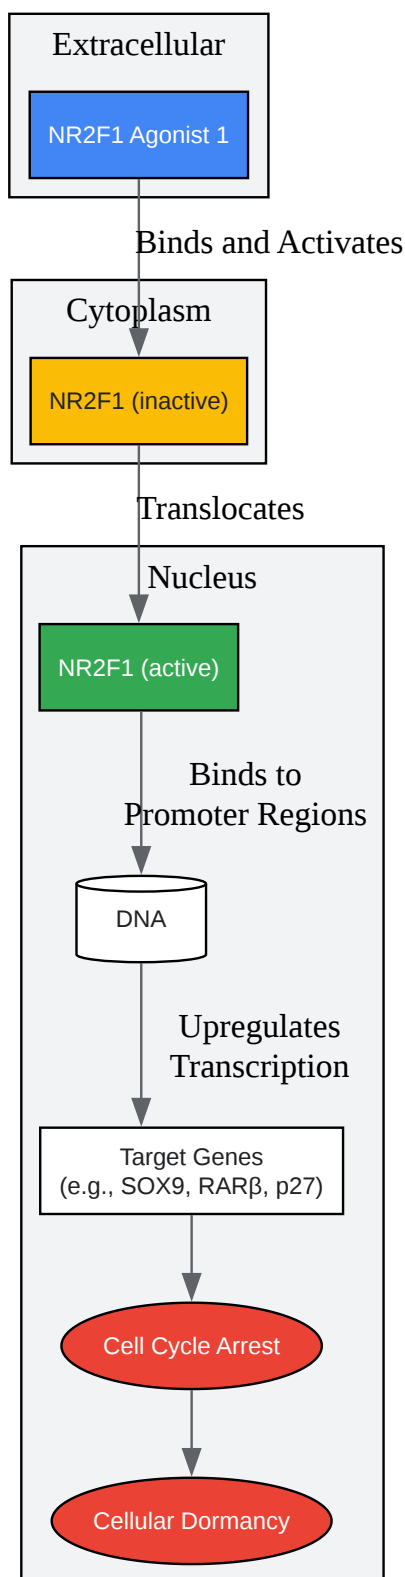 Extracellular
NR2F1 Agonist 1
Binds and Activates
Cytoplasm
NR2F1 (inactive)
Translocates
Nucleus
NR2F1 (active)
Binds to
Promoter Regions
DNA
Upregulates
Transcription
Target Genes
(e.g., SOX9, RARβ, p27)
Cell Cycle Arrest
Cellular Dormancy